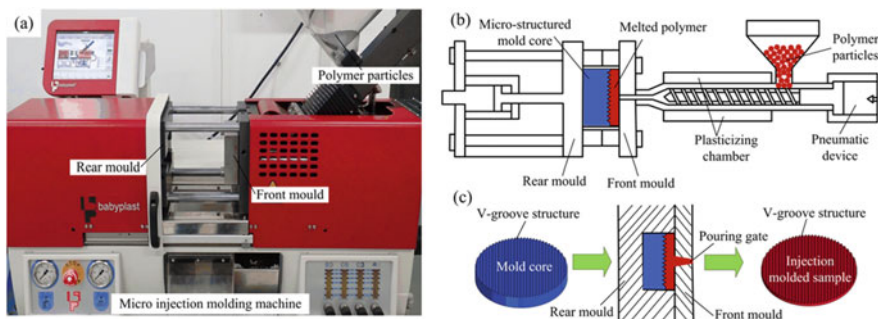 (a)
Polymer particles
Rear mould
Front mould
babyplast
Micro injection molding machine
(b)
Micro-structured
mold core
Melted polymer
Polymer
particles
Plasticizing
chamber
Pneumatic
device
Rear mould
Front mould
(c)
V-groove structure
Mold core
Rear mould
Pouring gate
Front mould
V-groove structure
Injection
molded sample